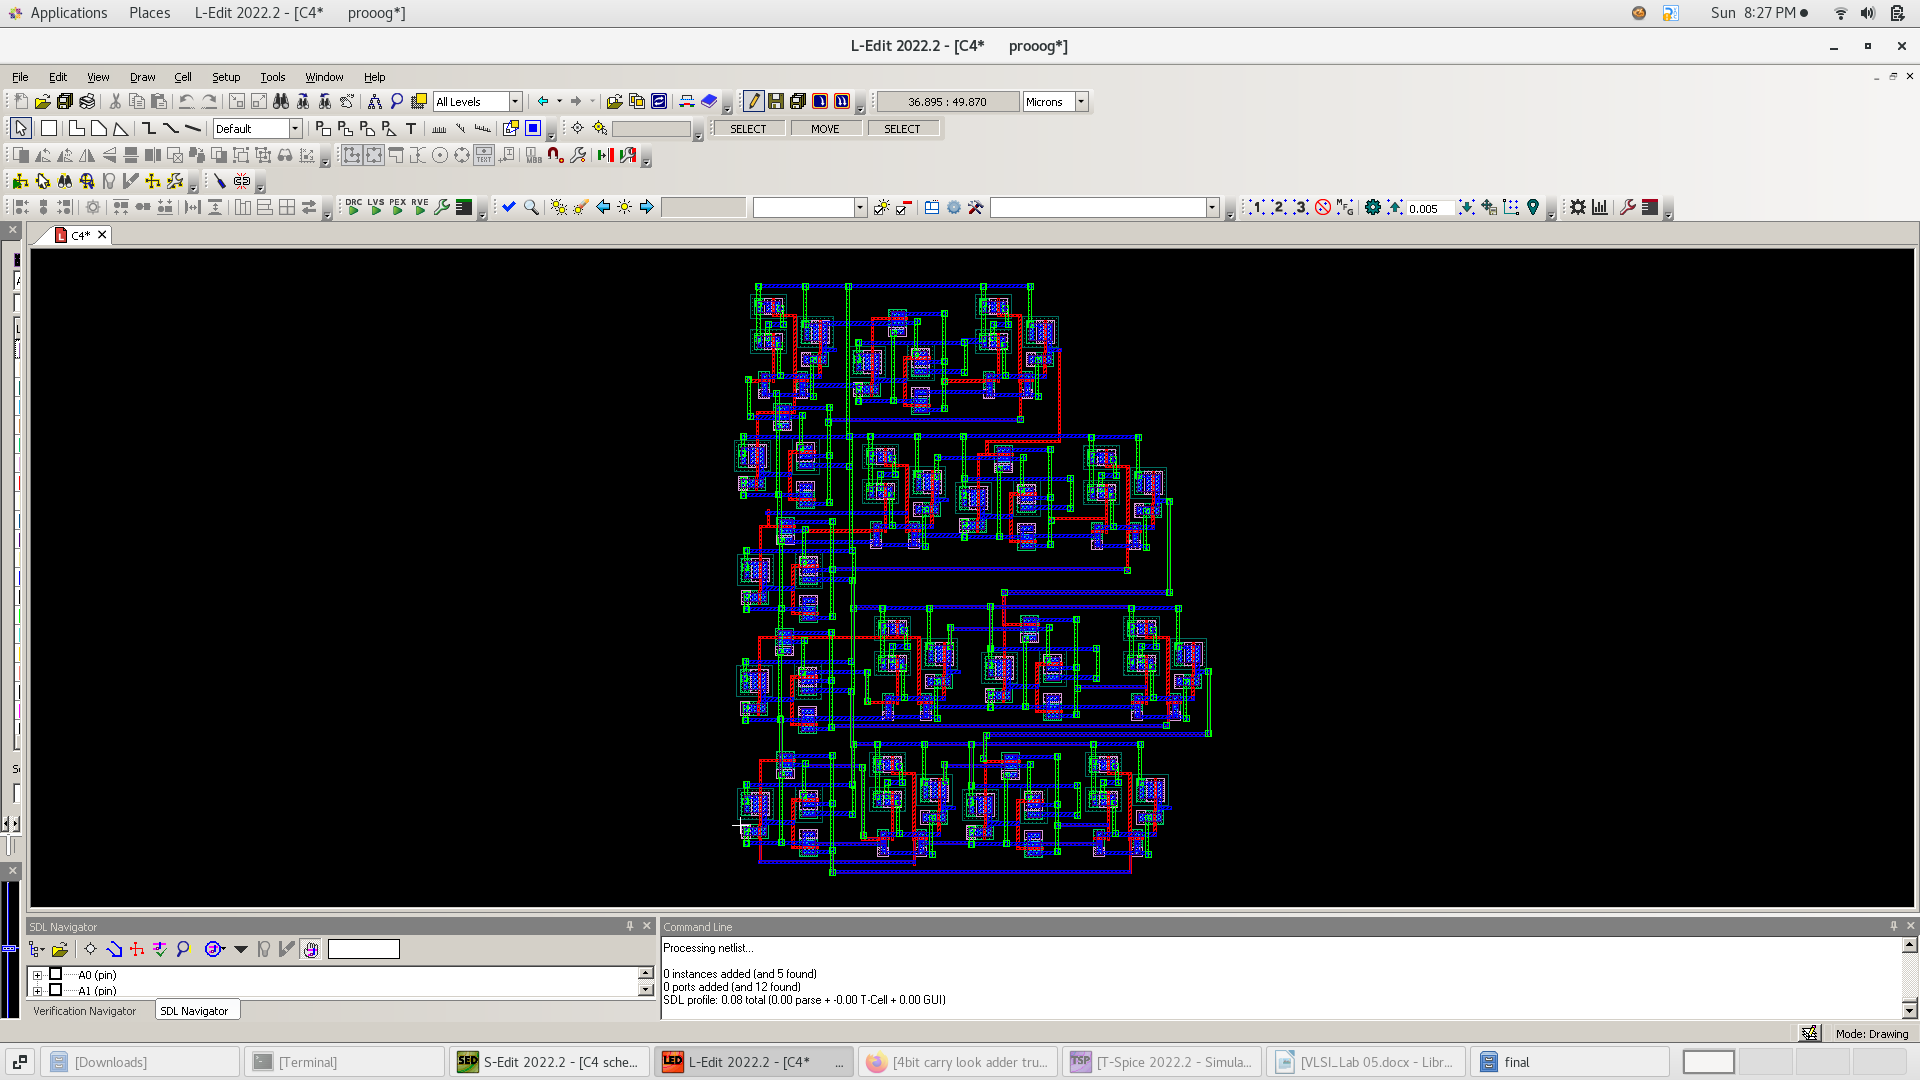 Applications Places L-Edit 2022.2 - [C4* prooog*] Sun 8:27 PM
L-Edit 2022.2 - [C4* prooog*]
File Edit View Draw Cell Setup Tools Window Help
All Levels 36.895 : 49.870 Microns
Default SELECT MOVE SELECT
DRC LVS PEX RVE 0.005
C4*
SDL Navigator
A0 (pin)
A1 (pin)
Verification Navigator SDL Navigator
Command Line
Processing netlist...
0 instances added (and 5 found)
0 ports added (and 12 found)
SDL profile: 0.08 total (0.00 parse + -0.00 T-Cell + 0.00 GUI)
Mode: Drawing
[Downloads] [Terminal] S-Edit 2022.2 - [C4 sche... L-Edit 2022.2 - [C4* ... [4bit carry look adder tru... [T-Spice 2022.2 - Simula... [VLSI_Lab 05.docx - Libr... final